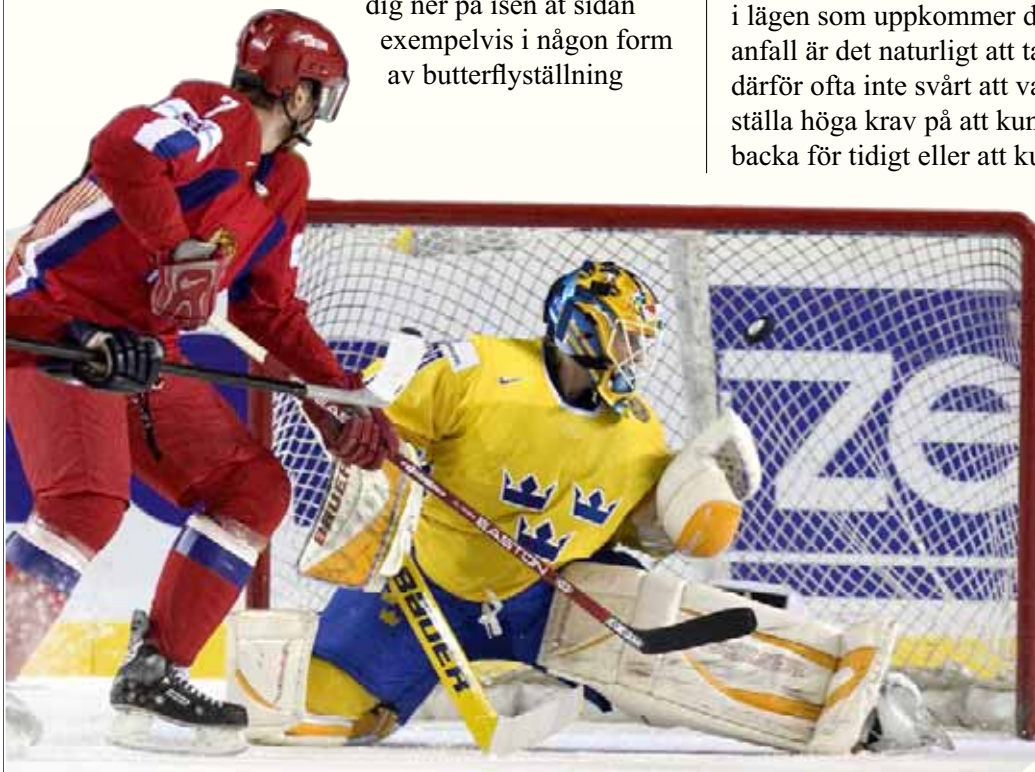 dig ner på isen åt sidan
exempelvis i någon form
av butterflyställning
i lägen som uppkommer d
anfall är det naturligt att ta
därför ofta inte svårt att va
ställa höga krav på att kun
backa för tidigt eller att ku
7
ze
BAUER
EASTON
BAUER